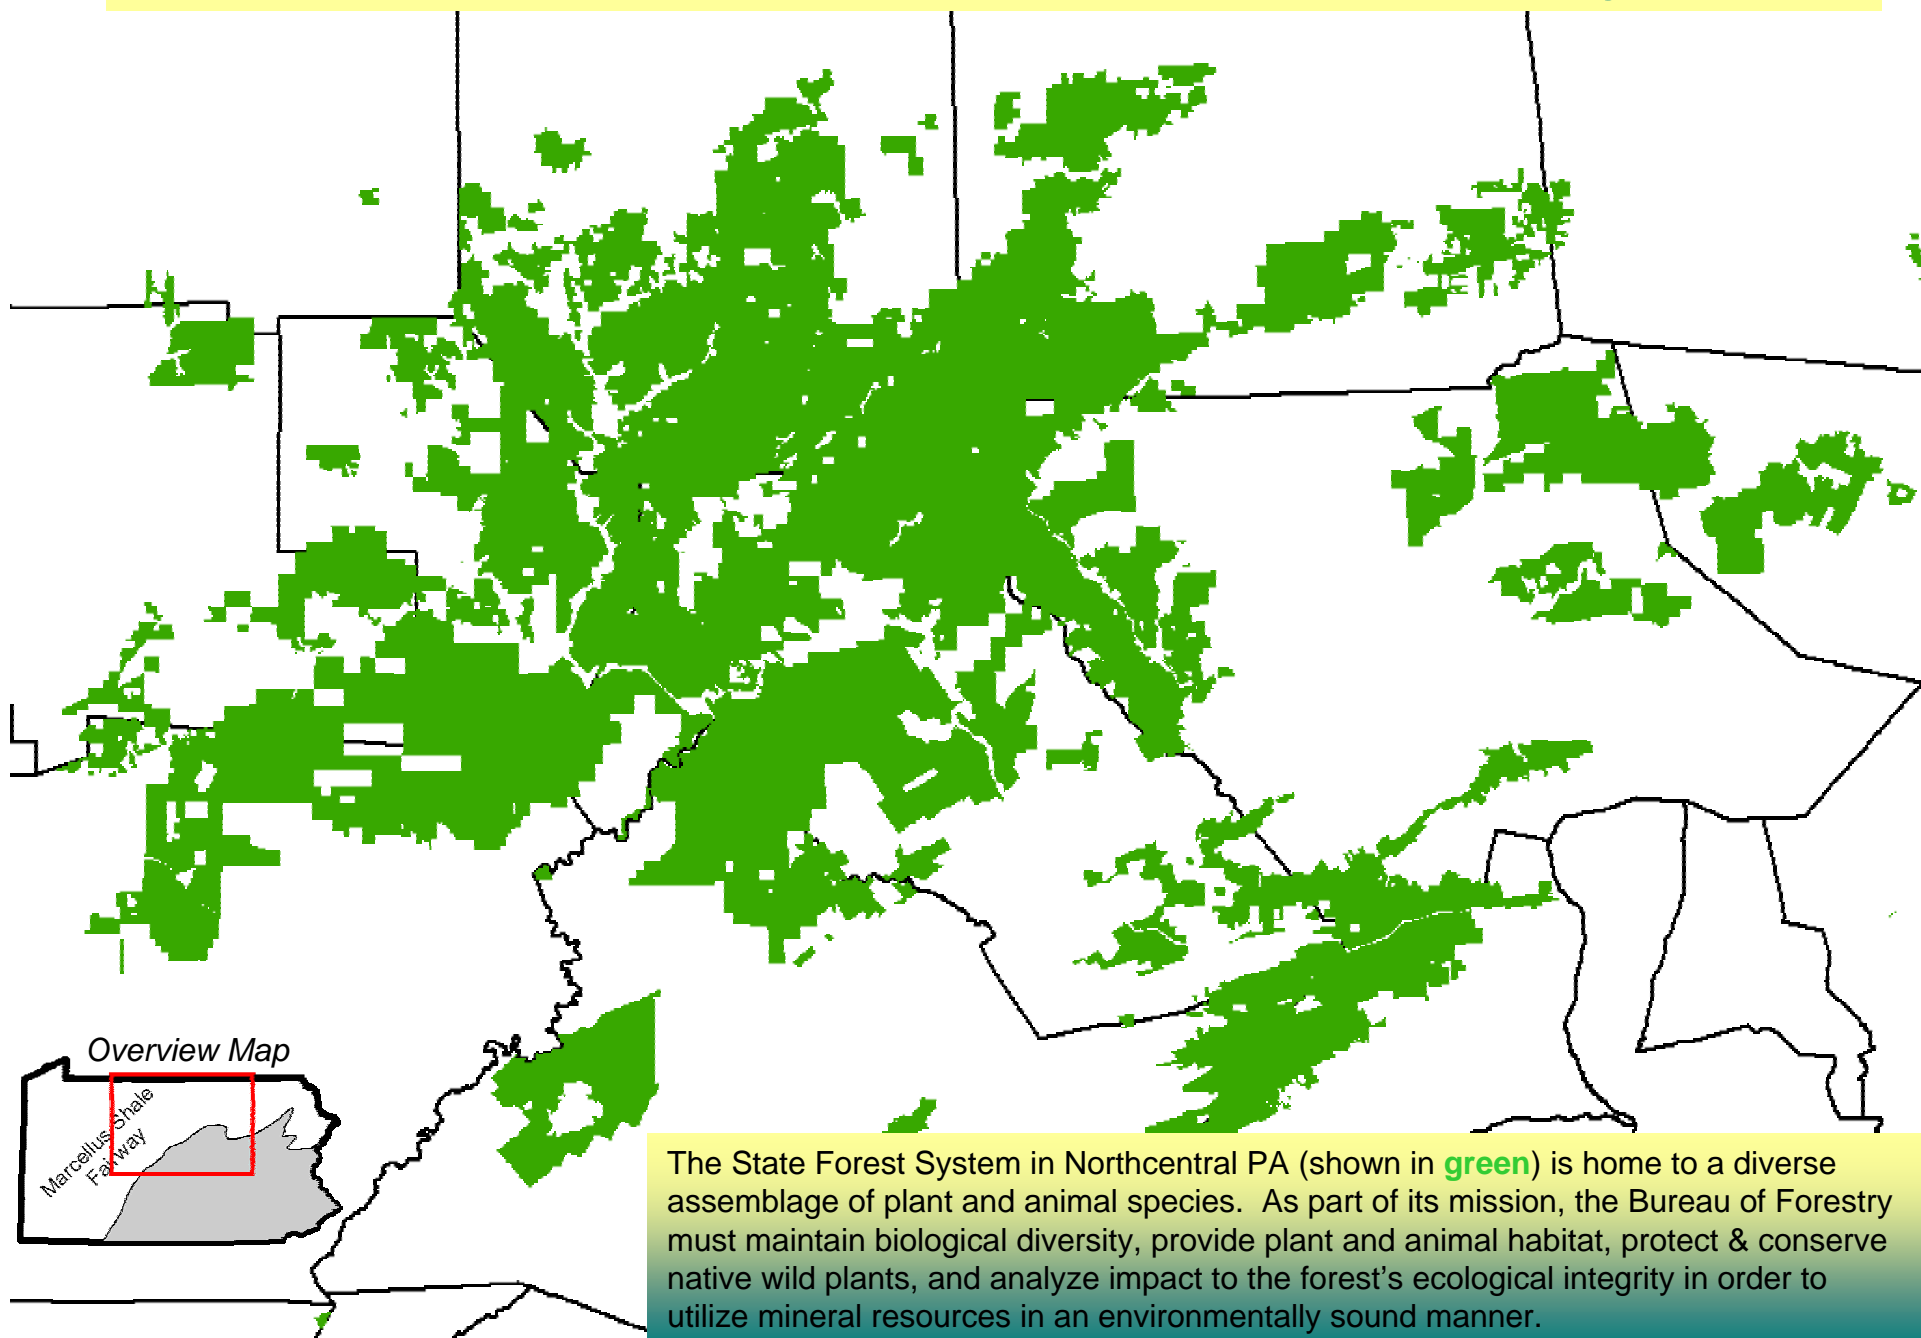 Overview Map
Marcellus Shale
Fairway
The State Forest System in Northcentral PA (shown in green) is home to a diverse
assemblage of plant and animal species.  As part of its mission, the Bureau of Forestry
must maintain biological diversity, provide plant and animal habitat, protect & conserve
native wild plants, and analyze impact to the forest's ecological integrity in order to
utilize mineral resources in an environmentally sound manner.